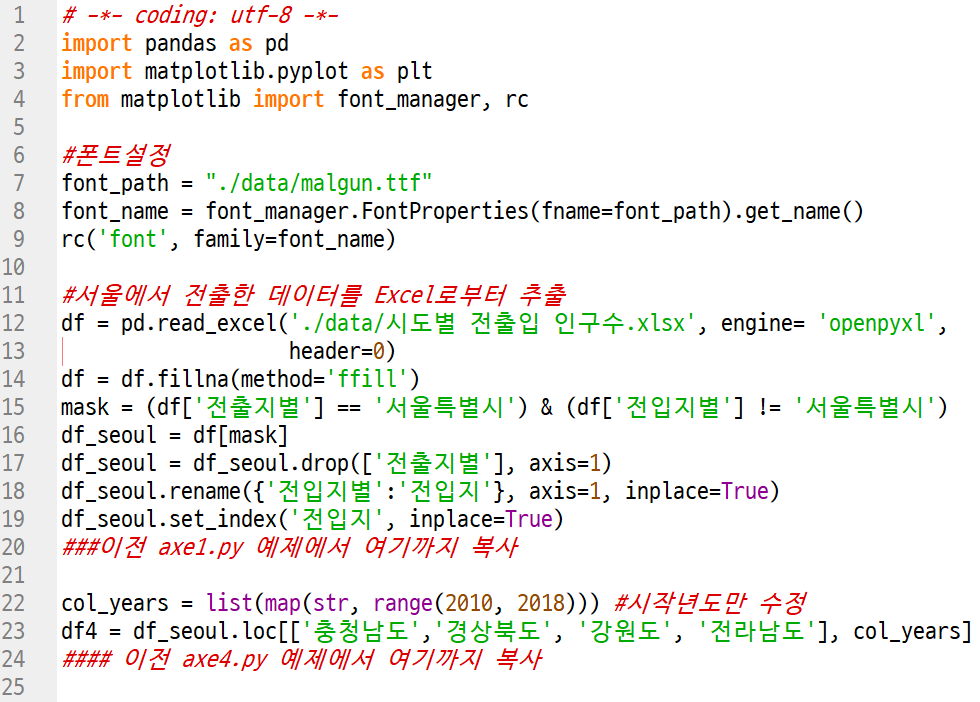 1 # -*- coding: utf-8 -*-
2 import pandas as pd
3 import matplotlib.pyplot as plt
4 from matplotlib import font_manager, rc
5
6 #폰트설정
7 font_path = "./data/malgun.ttf"
8 font_name = font_manager.FontProperties(fname=font_path).get_name()
9 rc('font', family=font_name)
10
11 #서울에서 전출한 데이터를 Excel로부터 추출
12 df = pd.read_excel('./data/시도별 전출입 인구수.xlsx', engine= 'openpyxl',
13                    header=0)
14 df = df.fillna(method='ffill')
15 mask = (df['전출지별'] == '서울특별시') & (df['전입지별'] != '서울특별시')
16 df_seoul = df[mask]
17 df_seoul = df_seoul.drop(['전출지별'], axis=1)
18 df_seoul.rename({'전입지별':'전입지'}, axis=1, inplace=True)
19 df_seoul.set_index('전입지', inplace=True)
20 ###이전 axe1.py 예제에서 여기까지 복사
21
22 col_years = list(map(str, range(2010, 2018))) #시작년도만 수정
23 df4 = df_seoul.loc[['충청남도','경상북도', '강원도', '전라남도'], col_years]
24 #### 이전 axe4.py 예제에서 여기까지 복사
25